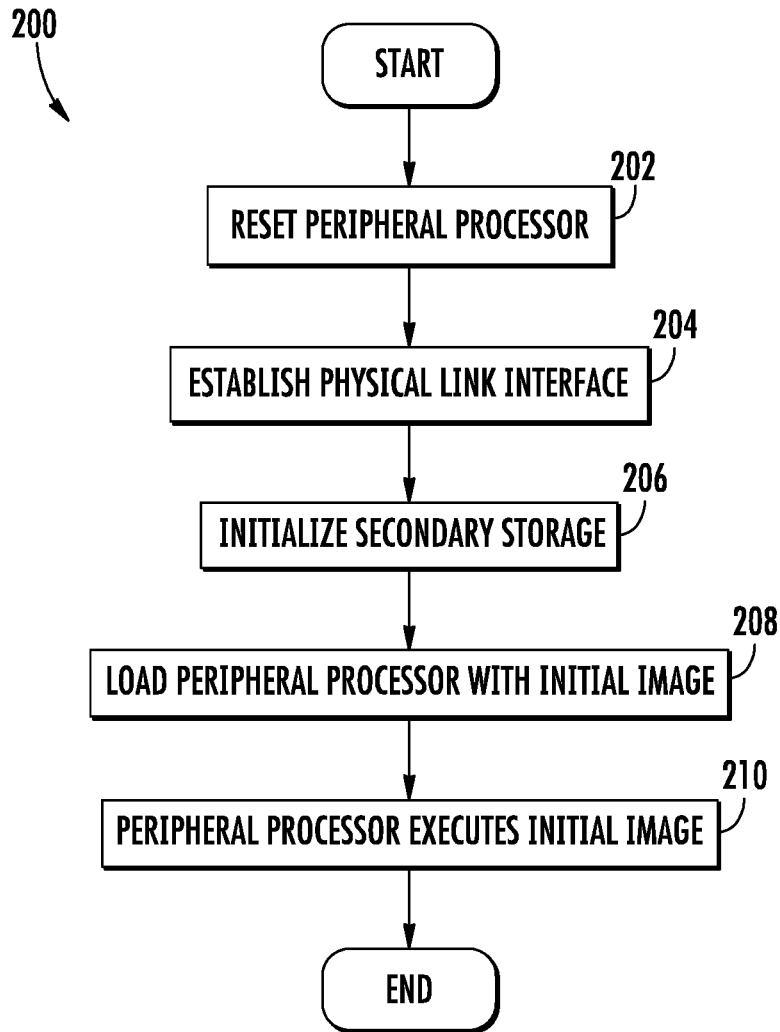 200
START
202
RESET PERIPHERAL PROCESSOR
204
ESTABLISH PHYSICAL LINK INTERFACE
206
INITIALIZE SECONDARY STORAGE
208
LOAD PERIPHERAL PROCESSOR WITH INITIAL IMAGE
210
PERIPHERAL PROCESSOR EXECUTES INITIAL IMAGE
END